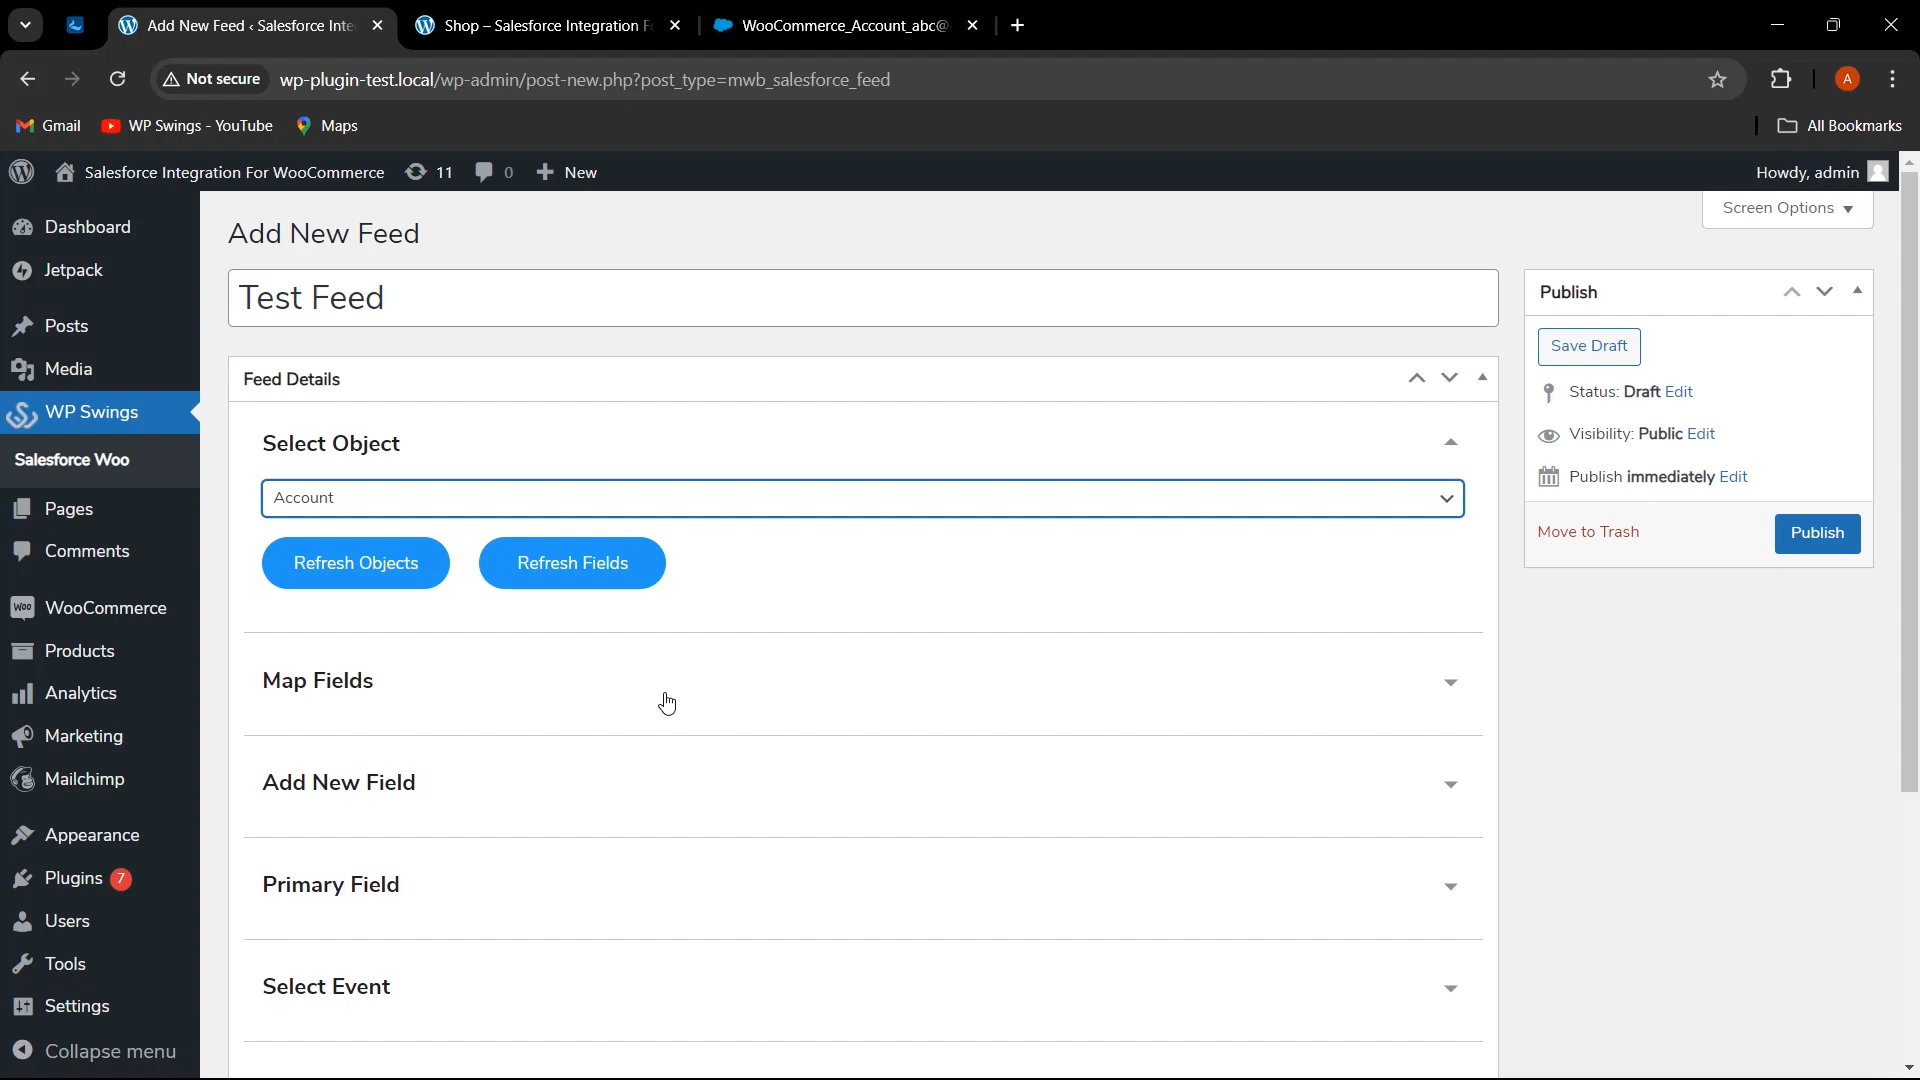 Add New Feed ‹ Salesforce Inte
Shop – Salesforce Integration F
WooCommerce_Account_abc@
Not secure
wp-plugin-test.local/wp-admin/post-new.php?post_type=mwb_salesforce_feed
A
Gmail
WP Swings - YouTube
Maps
All Bookmarks
Salesforce Integration For WooCommerce
11
0
New
Howdy, admin
Dashboard
Jetpack
Posts
Media
WP Swings
Salesforce Woo
Pages
Comments
Woo
WooCommerce
Products
Analytics
Marketing
Mailchimp
Appearance
Plugins 7
Users
Tools
Settings
Collapse menu
Screen Options
Add New Feed
Test Feed
Feed Details
Select Object
Account
Refresh Objects
Refresh Fields
Map Fields
Add New Field
Primary Field
Select Event
Publish
Save Draft
Status: Draft Edit
Visibility: Public Edit
Publish immediately Edit
Move to Trash
Publish